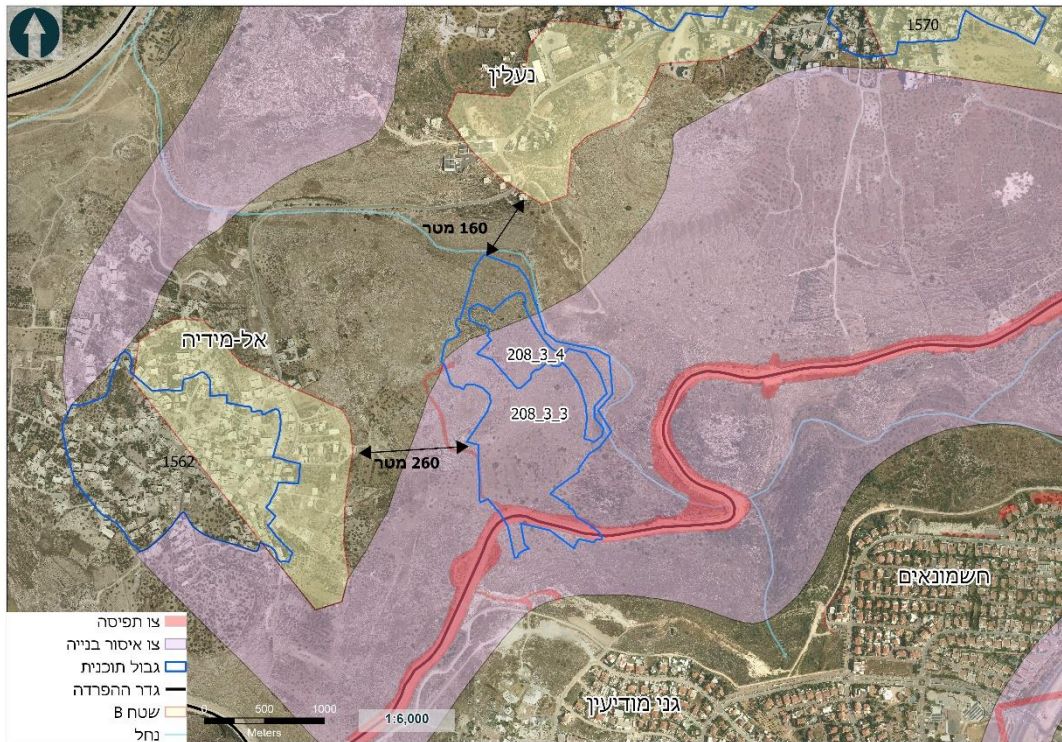 1570
נעלין
160 מטר
אל-מידיה
208_3_4
208_3_3
1562
260 מטר
חשמונאים
גני מודיעין
צו תפיסה
צו איסור בנייה
גבול תוכנית
גדר ההפרדה
שטח B
נחל
0 500 1000
Meters
1:6,000